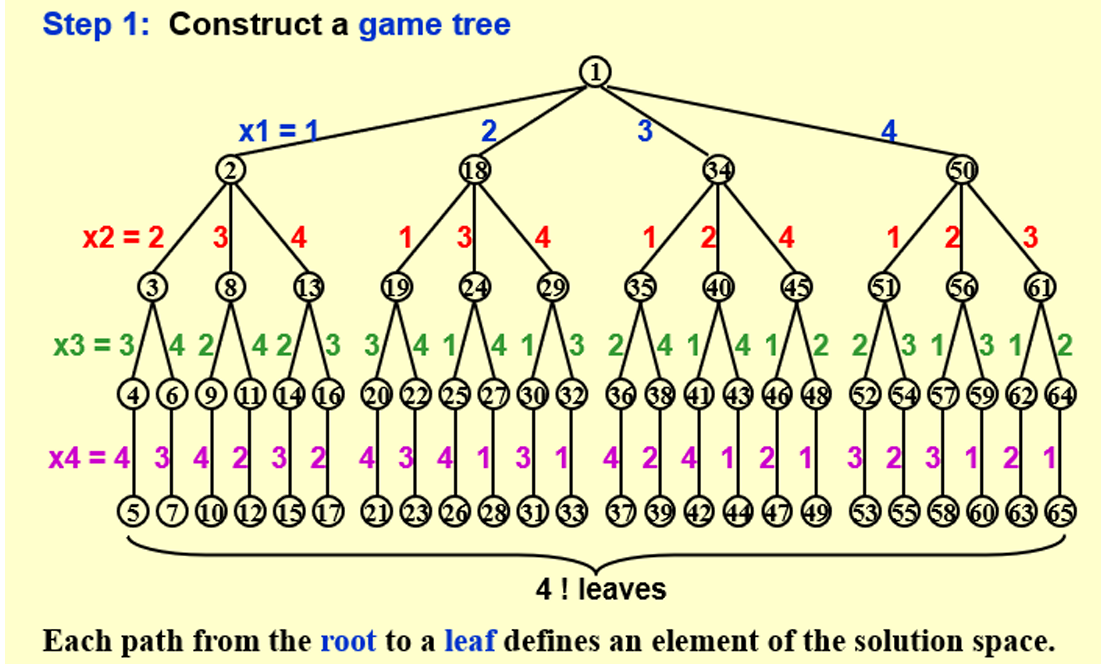 Step 1: Construct a game tree
1
x1 = 1 2 3 4
2 18 34 50
x2 = 2 3 4 1 3 4 1 2 4 1 2 3
3 8 13 19 24 29 35 40 45 51 56 61
x3 = 3 4 2 4 2 3 3 4 1 4 1 3 2 4 1 4 1 2 2 3 1 3 1 2
4 6 9 11 14 16 20 22 25 27 30 32 36 38 41 43 46 48 52 54 57 59 62 64
x4 = 4 3 4 2 3 2 4 3 4 1 3 1 4 2 4 1 2 1 3 2 3 1 2 1
5 7 10 12 15 17 21 23 26 28 31 33 37 39 42 44 47 49 53 55 58 60 63 65
4 ! leaves
Each path from the root to a leaf defines an element of the solution space.